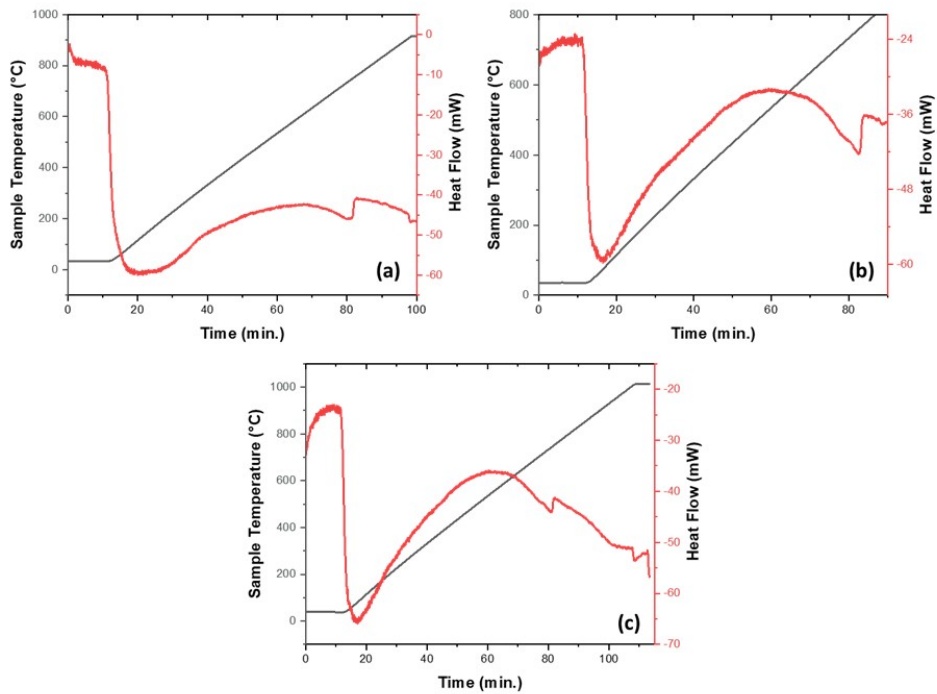 1000
800
600
400
200
0
Sample Temperature (°C)
0
-10
-20
-30
-40
-50
-60
Heat Flow (mW)
(a)
0 20 40 60 80 100
Time (min.)
800
600
400
200
0
Sample Temperature (°C)
-24
-32
-36
-48
-60
Heat Flow (mW)
(b)
0 20 40 60 80
Time (min.)
1000
800
600
400
200
0
Sample Temperature (°C)
-20
-30
-40
-50
-60
-70
Heat Flow (mW)
(c)
0 20 40 60 80 100
Time (min.)